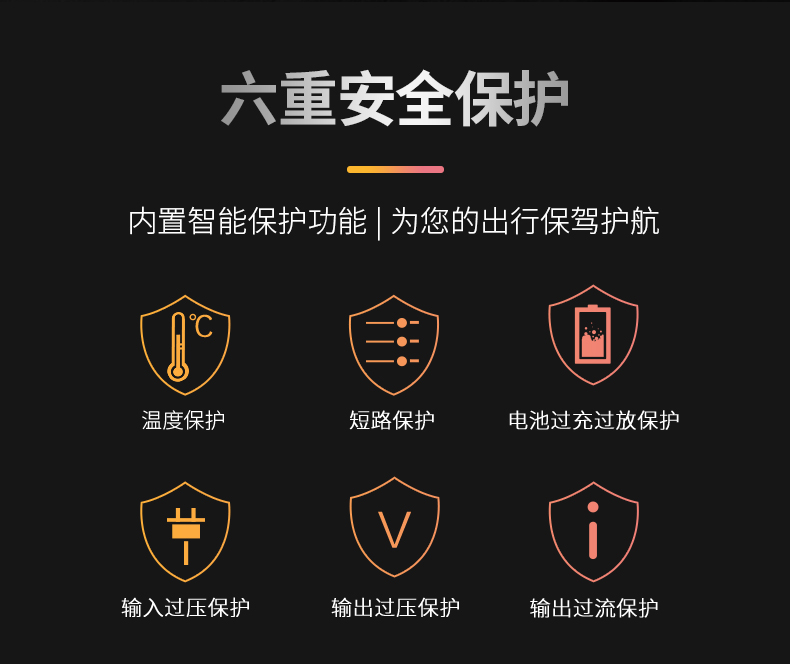 六重安全保护
内置智能保护功能 | 为您的出行保驾护航
℃
温度保护
短路保护
电池过充过放保护
V
i
输入过压保护
输出过压保护
输出过流保护